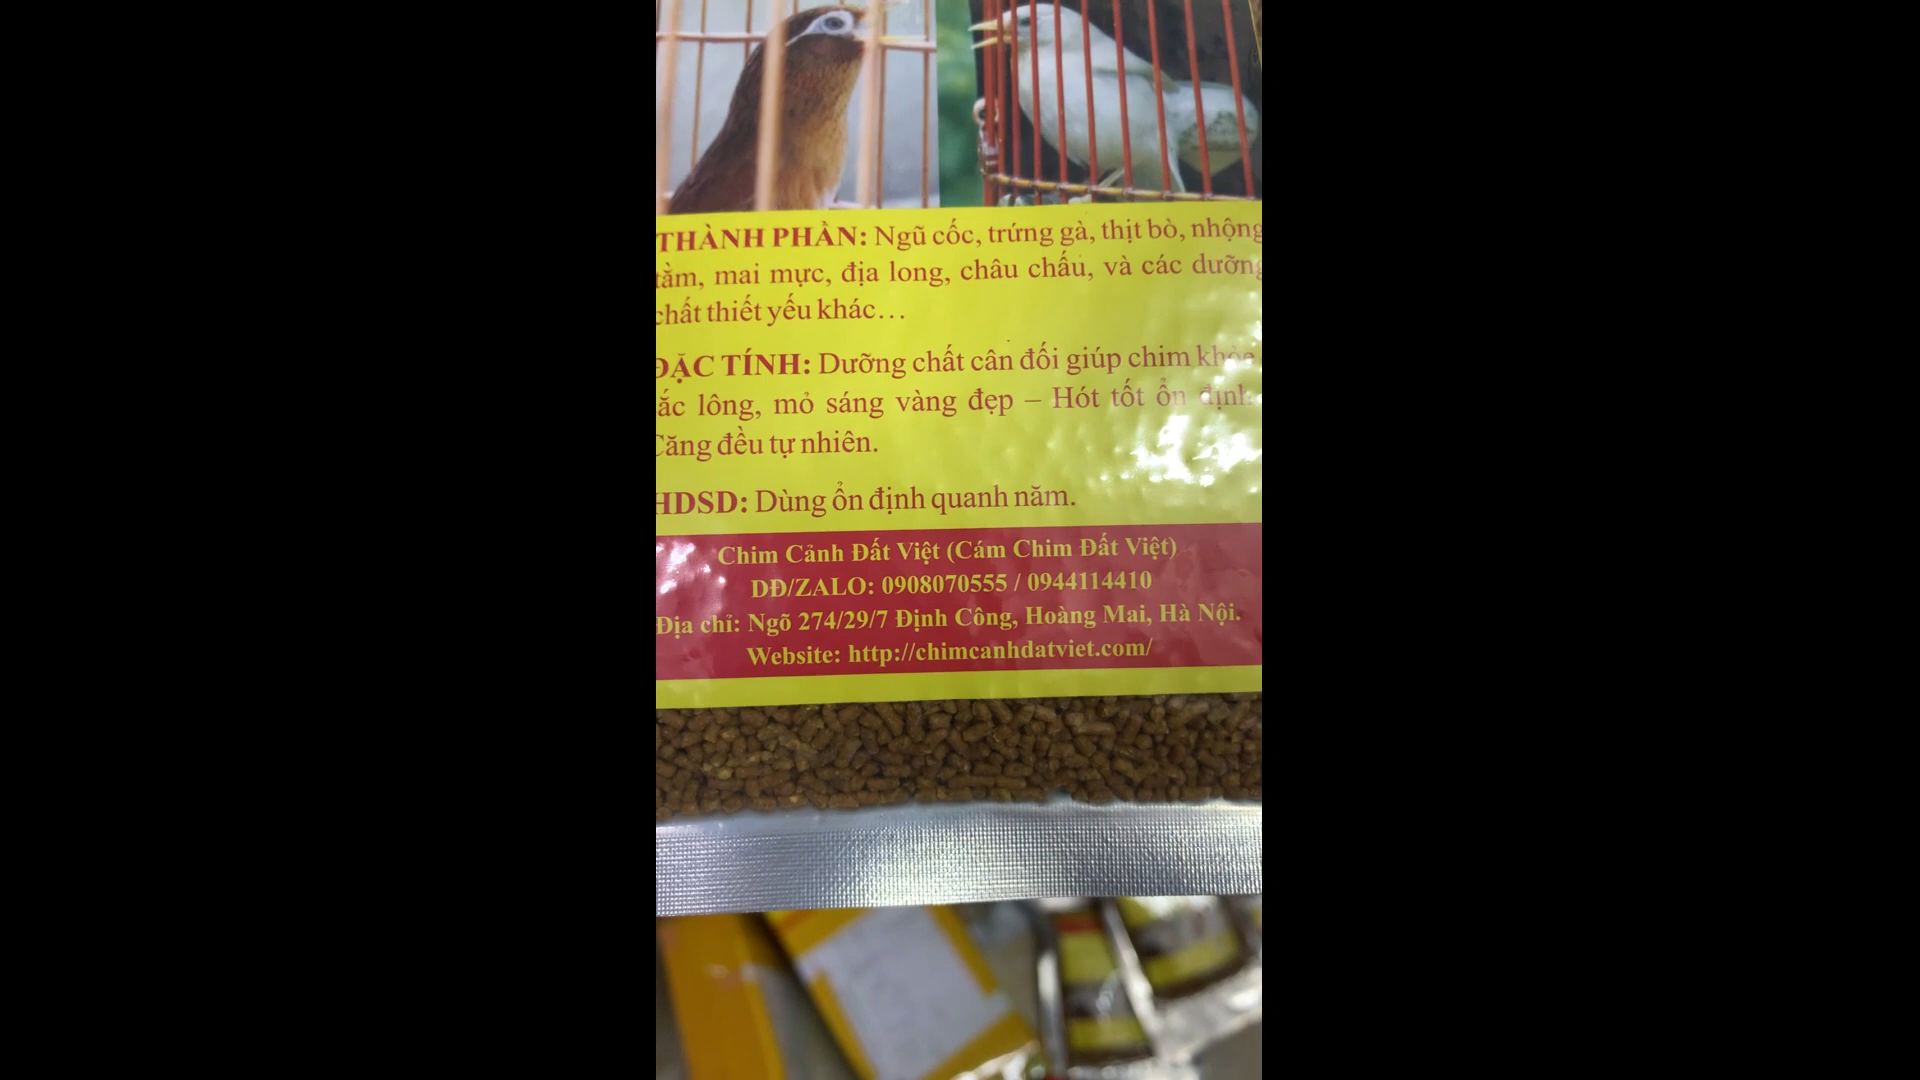 THÀNH PHẦN: Ngũ cốc, trứng gà, thịt bò, nhộng
tằm, mai mực, địa long, châu chấu, và các dưỡng
chất thiết yếu khác…
ĐẶC TÍNH: Dưỡng chất cân đối giúp chim khỏe
ắc lông, mỏ sáng vàng đẹp – Hót tốt ổn định
Căng đều tự nhiên.
HDSD: Dùng ổn định quanh năm.
Chim Cảnh Đất Việt (Cám Chim Đất Việt)
DĐ/ZALO: 0908070555 / 0944114410
Địa chỉ: Ngõ 274/29/7 Định Công, Hoàng Mai, Hà Nội.
Website: http://chimcanhdatviet.com/